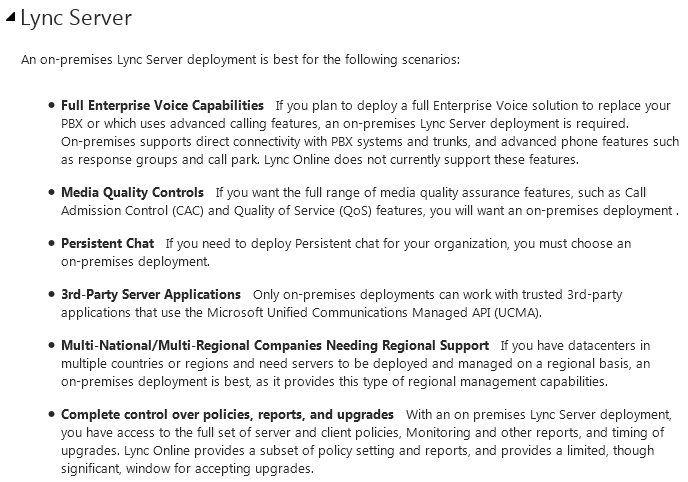 Lync Server
An on-premises Lync Server deployment is best for the following scenarios:
• Full Enterprise Voice Capabilities If you plan to deploy a full Enterprise Voice solution to replace your
PBX or which uses advanced calling features, an on-premises Lync Server deployment is required.
On-premises supports direct connectivity with PBX systems and trunks, and advanced phone features such
as response groups and call park. Lync Online does not currently support these features.
• Media Quality Controls If you want the full range of media quality assurance features, such as Call
Admission Control (CAC) and Quality of Service (QoS) features, you will want an on-premises deployment .
• Persistent Chat If you need to deploy Persistent chat for your organization, you must choose an
on-premises deployment.
• 3rd-Party Server Applications Only on-premises deployments can work with trusted 3rd-party
applications that use the Microsoft Unified Communications Managed API (UCMA).
• Multi-National/Multi-Regional Companies Needing Regional Support If you have datacenters in
multiple countries or regions and need servers to be deployed and managed on a regional basis, an
on-premises deployment is best, as it provides this type of regional management capabilities.
• Complete control over policies, reports, and upgrades With an on premises Lync Server deployment,
you have access to the full set of server and client policies, Monitoring and other reports, and timing of
upgrades. Lync Online provides a subset of policy setting and reports, and provides a limited, though
significant, window for accepting upgrades.